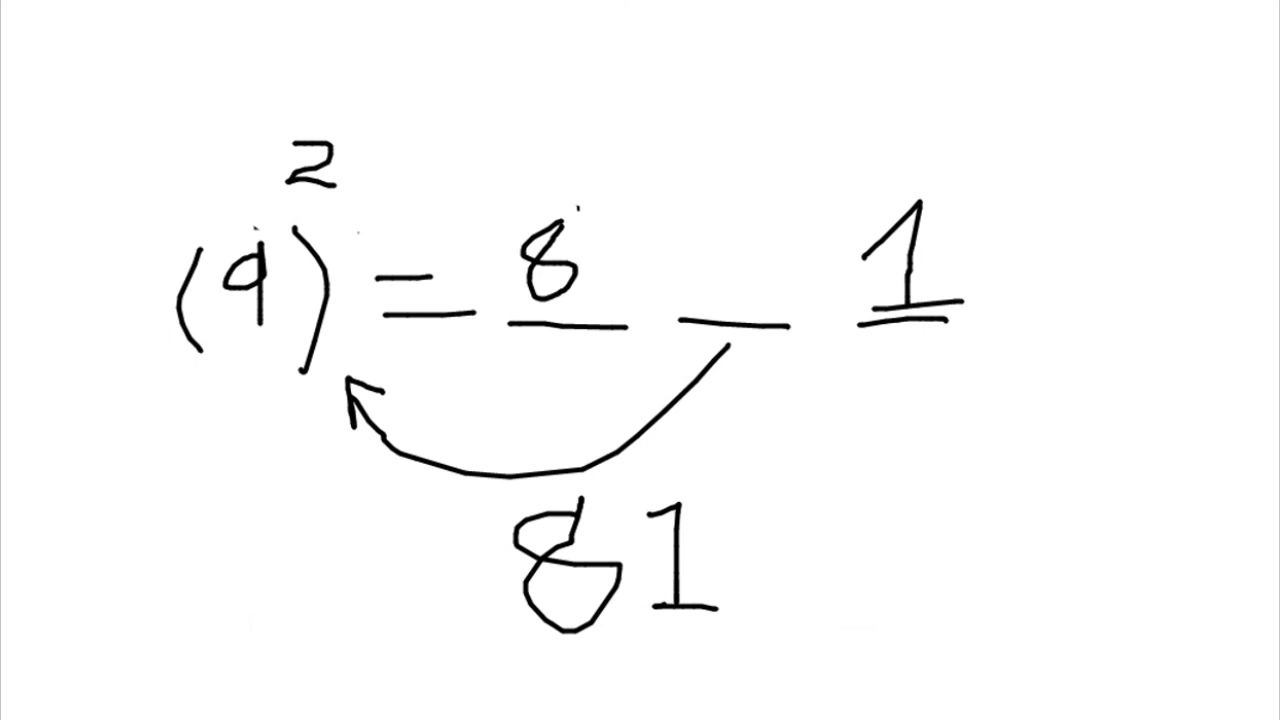 (9)² = 8 _ 1
81